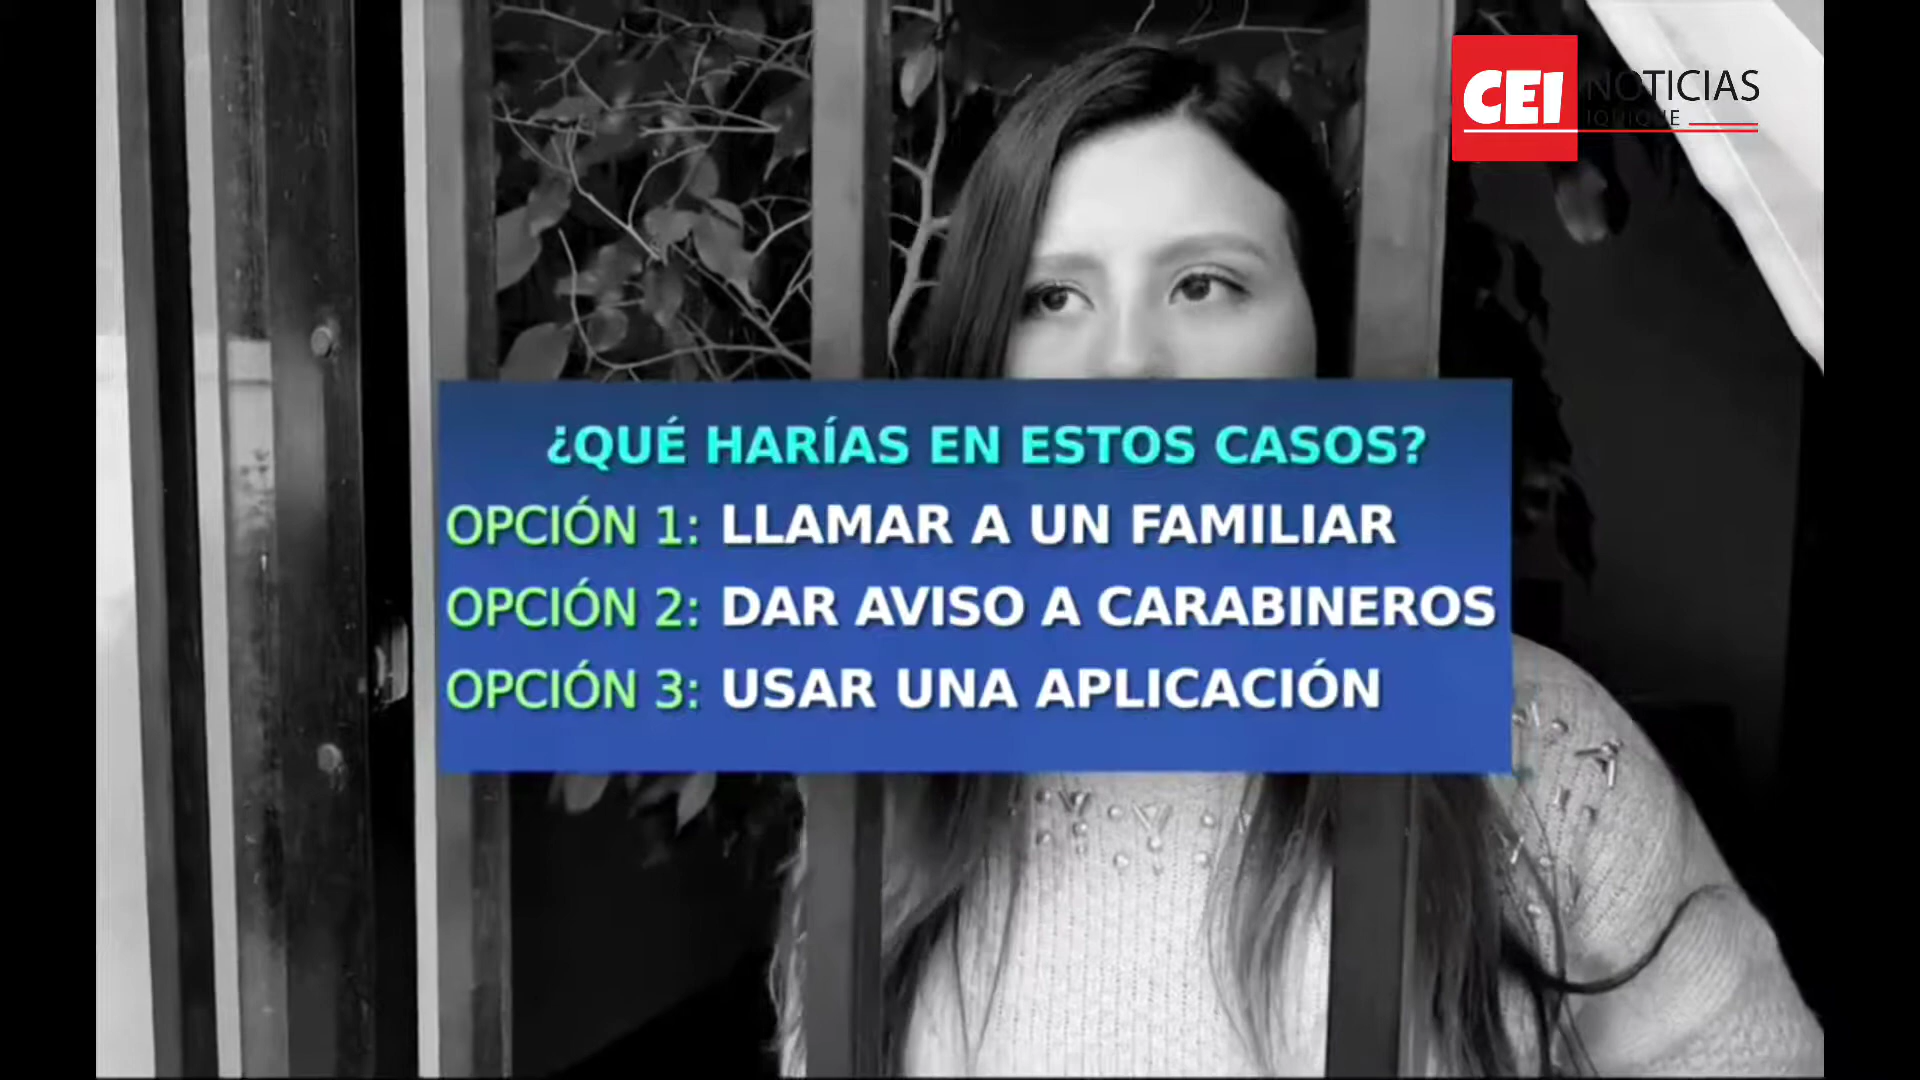 CEI NOTICIAS
IQUIQUE
¿QUÉ HARÍAS EN ESTOS CASOS?
OPCIÓN 1: LLAMAR A UN FAMILIAR
OPCIÓN 2: DAR AVISO A CARABINEROS
OPCIÓN 3: USAR UNA APLICACIÓN